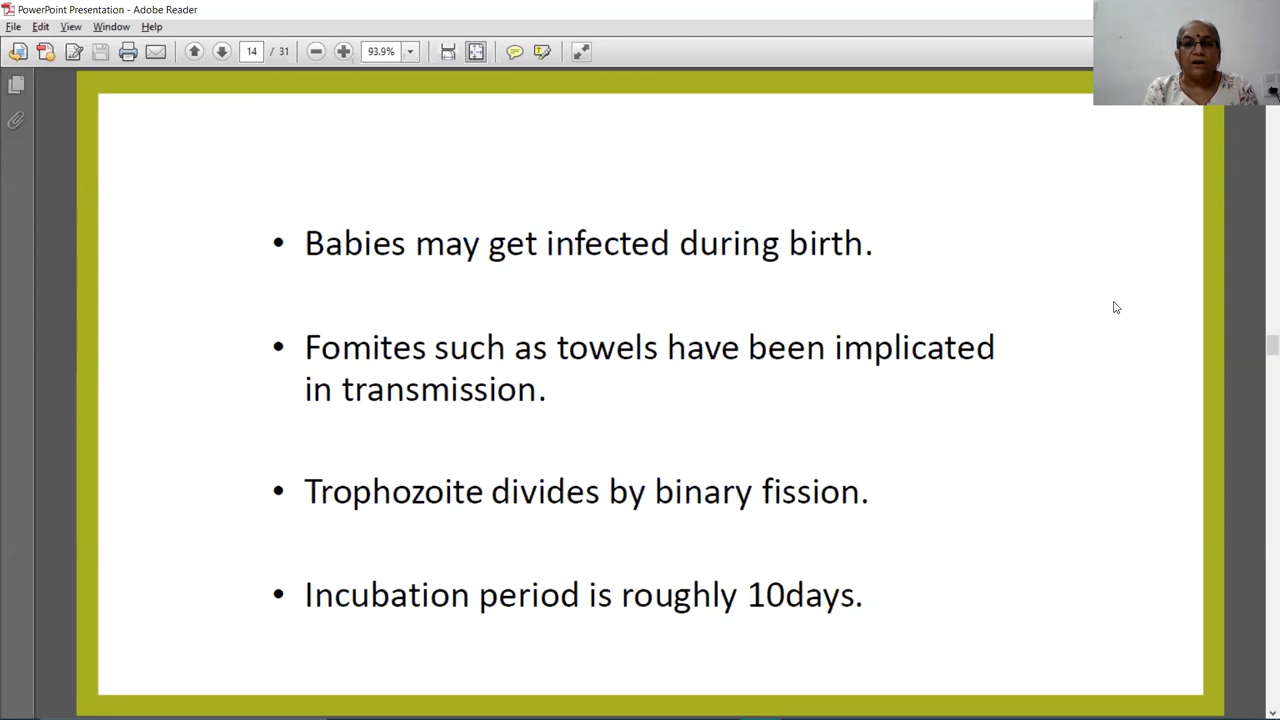 PowerPoint Presentation - Adobe Reader
File Edit View Window Help
14 / 31 93.9%
• Babies may get infected during birth.
• Fomites such as towels have been implicated
in transmission.
• Trophozoite divides by binary fission.
• Incubation period is roughly 10days.